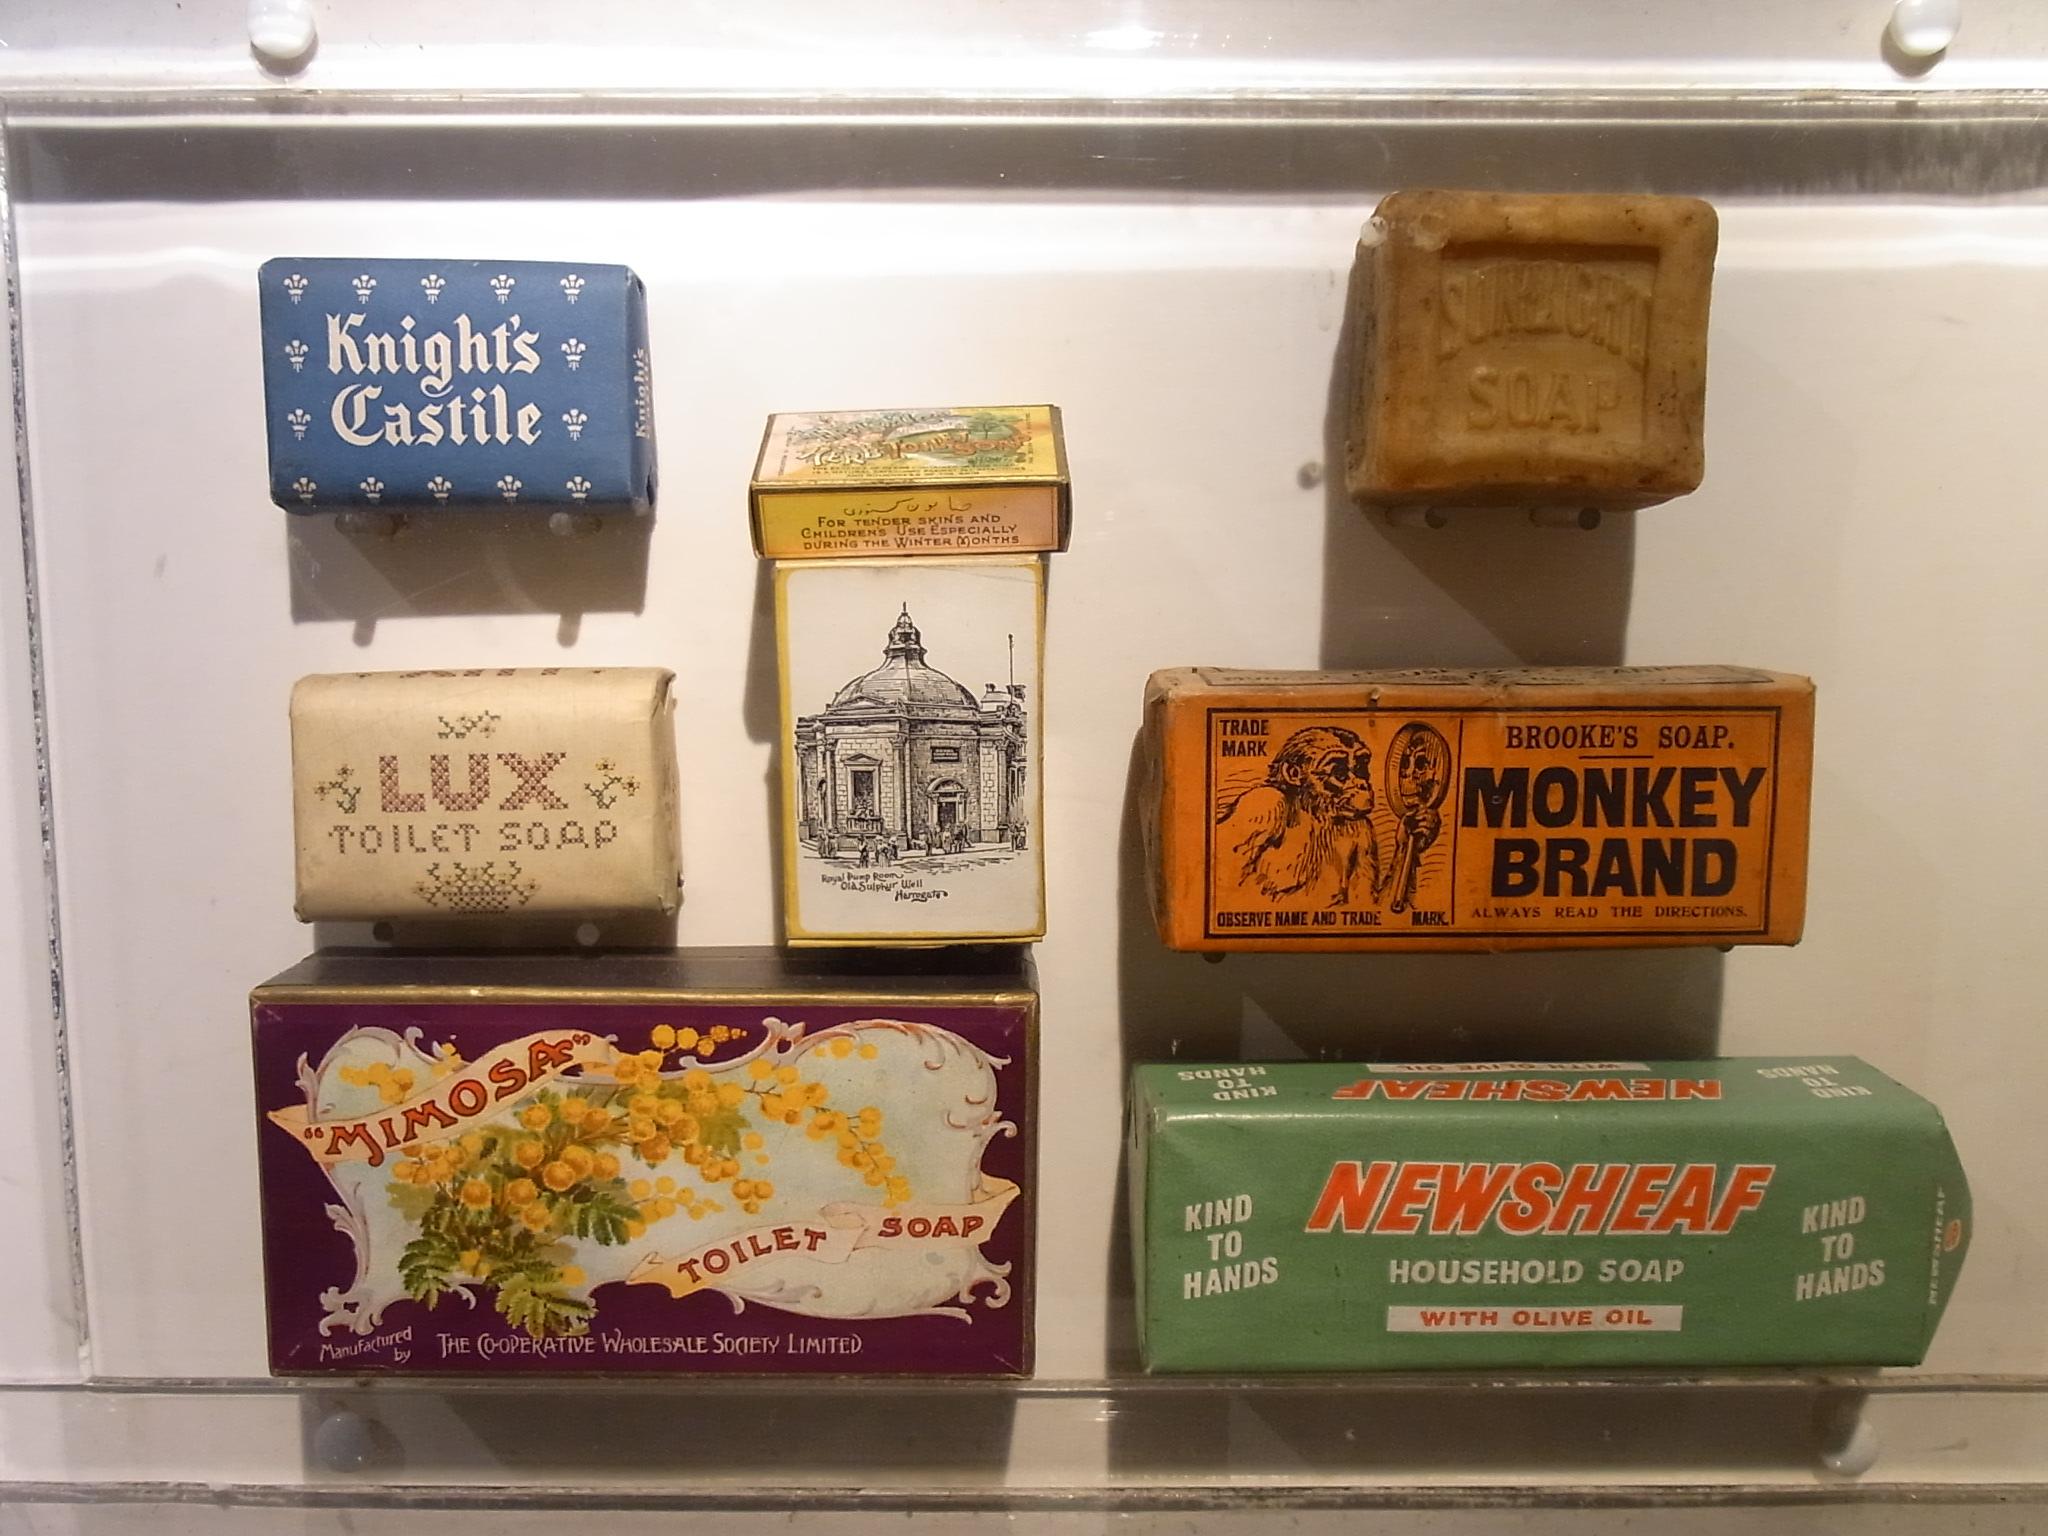 Knight's
Castile
Knight's
LUX
TOILET SOAP
FOR TENDER SKINS AND
CHILDRENS USE ESPECIALLY
DURING THE WINTER MONTHS
Royal Pump Room
Old Sulphur Well
Harrogate
"MIMOSA"
TOILET SOAP
Manufactured
by
THE CO-OPERATIVE WHOLESALE SOCIETY LIMITED
SUNLIGHT
SOAP
TRADE
MARK
OBSERVE NAME AND TRADE MARK.
BROOKE'S SOAP.
MONKEY
BRAND
ALWAYS READ THE DIRECTIONS.
WITH OLIVE OIL
NEWSHEAF
KIND
TO
HANDS
KIND
TO
HANDS
NEWSHEAF
HOUSEHOLD SOAP
WITH OLIVE OIL
KIND
TO
HANDS
KIND
TO
HANDS
NEWSHEAF